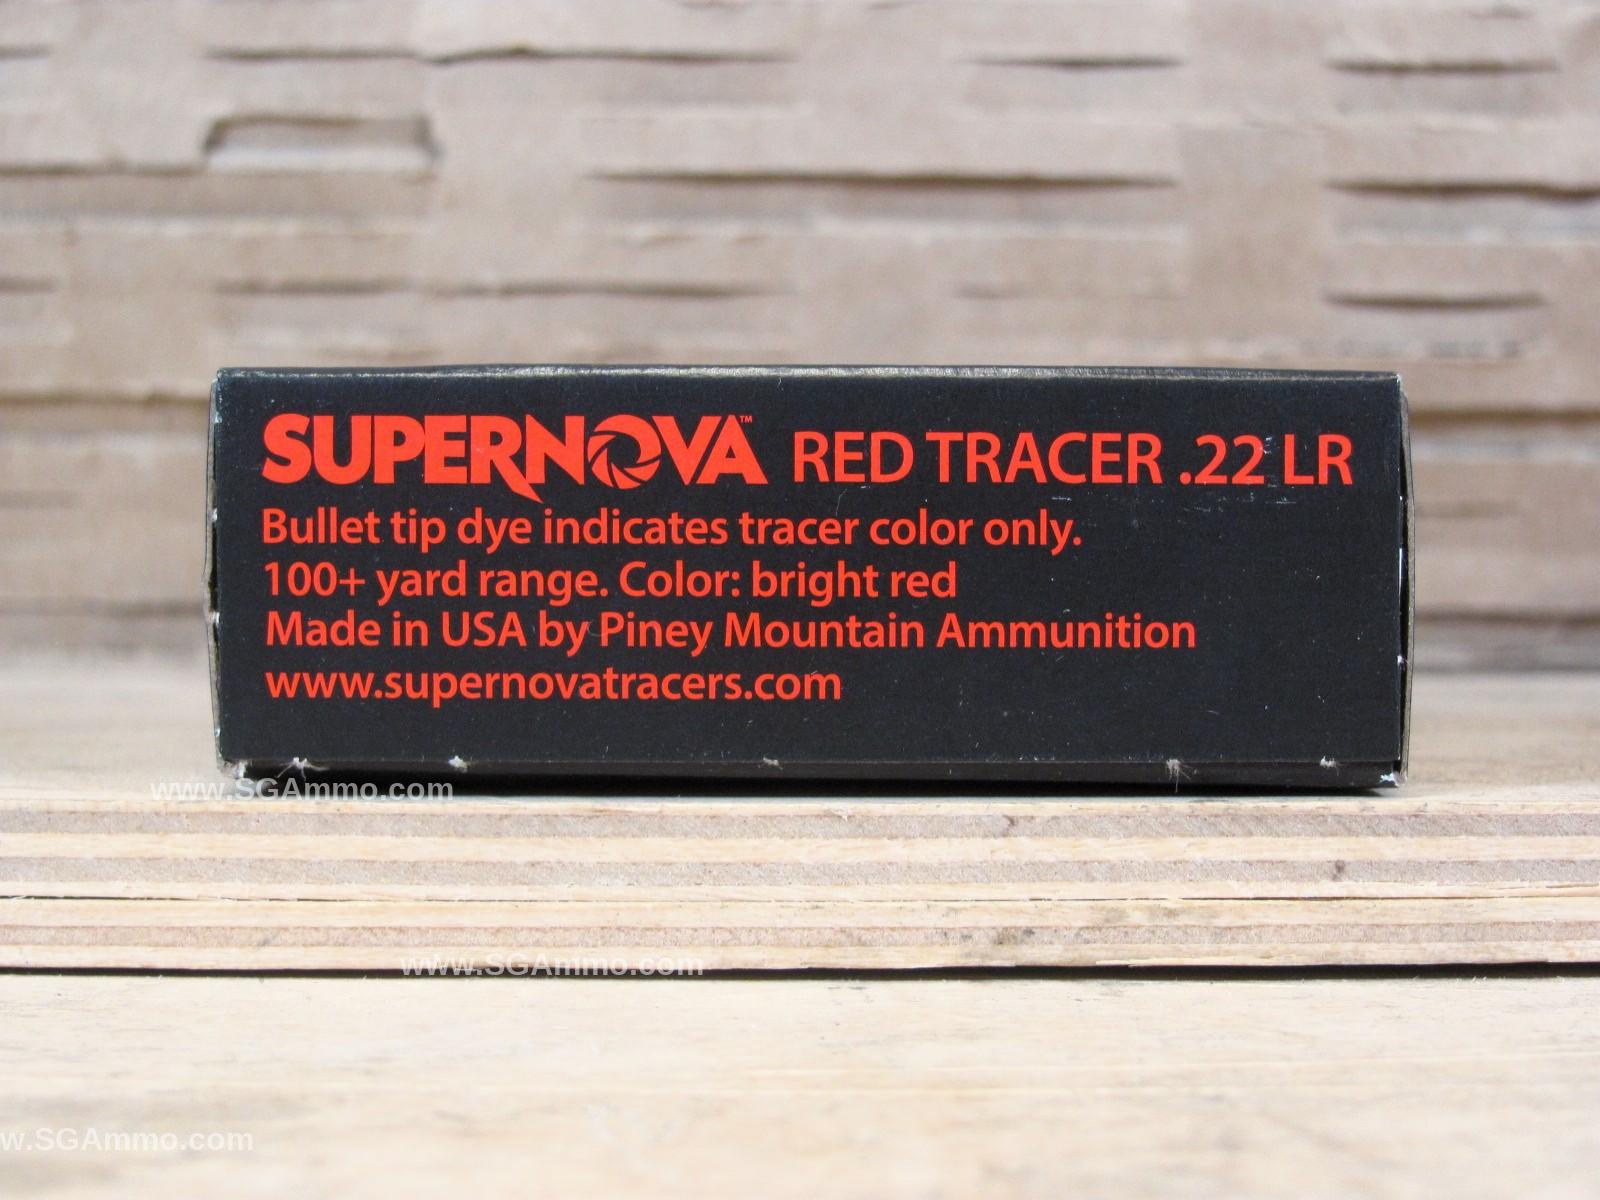 SUPERNOVA™ RED TRACER .22 LR
Bullet tip dye indicates tracer color only.
100+ yard range. Color: bright red
Made in USA by Piney Mountain Ammunition
www.supernovatracers.com
www.SGAmmo.com
www.SGAmmo.com
w.SGAmmo.com